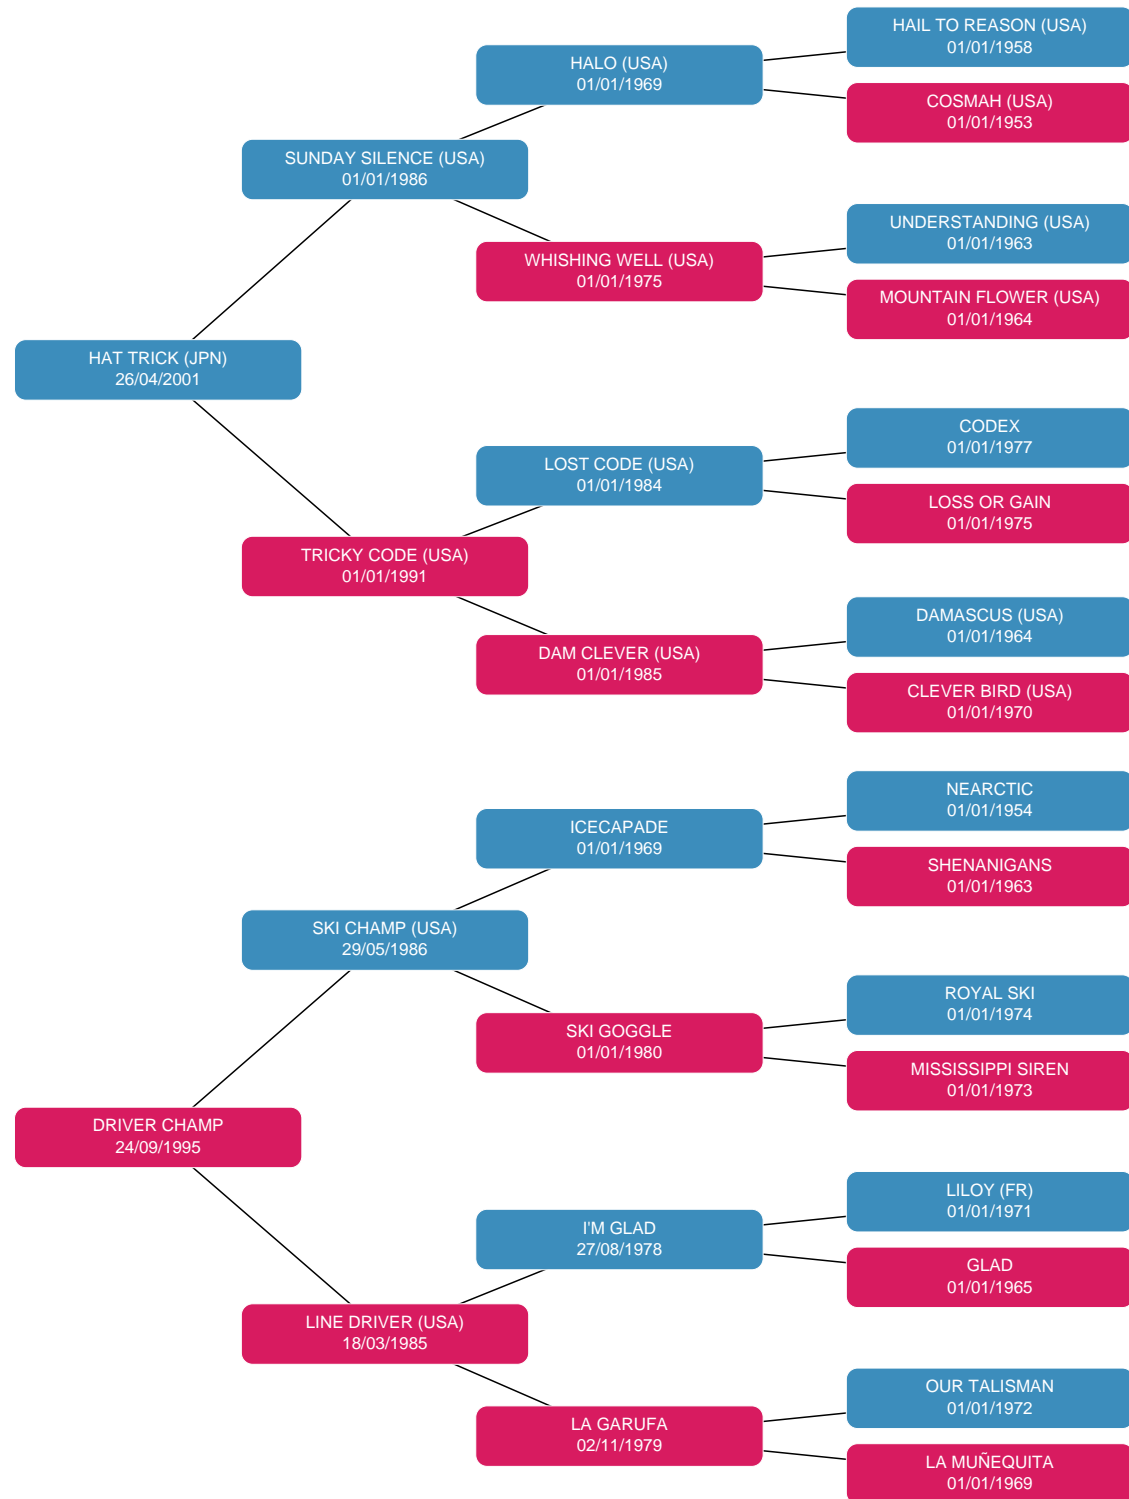 HAIL TO REASON (USA)
01/01/1958
HALO (USA)
01/01/1969
COSMAH (USA)
01/01/1953
SUNDAY SILENCE (USA)
01/01/1986
UNDERSTANDING (USA)
01/01/1963
WHISHING WELL (USA)
01/01/1975
MOUNTAIN FLOWER (USA)
01/01/1964
HAT TRICK (JPN)
26/04/2001
CODEX
01/01/1977
LOST CODE (USA)
01/01/1984
LOSS OR GAIN
01/01/1975
TRICKY CODE (USA)
01/01/1991
DAMASCUS (USA)
01/01/1964
DAM CLEVER (USA)
01/01/1985
CLEVER BIRD (USA)
01/01/1970
NEARCTIC
01/01/1954
ICECAPADE
01/01/1969
SHENANIGANS
01/01/1963
SKI CHAMP (USA)
29/05/1986
ROYAL SKI
01/01/1974
SKI GOGGLE
01/01/1980
MISSISSIPPI SIREN
01/01/1973
DRIVER CHAMP
24/09/1995
LILOY (FR)
01/01/1971
I'M GLAD
27/08/1978
GLAD
01/01/1965
LINE DRIVER (USA)
18/03/1985
OUR TALISMAN
01/01/1972
LA GARUFA
02/11/1979
LA MUÑEQUITA
01/01/1969